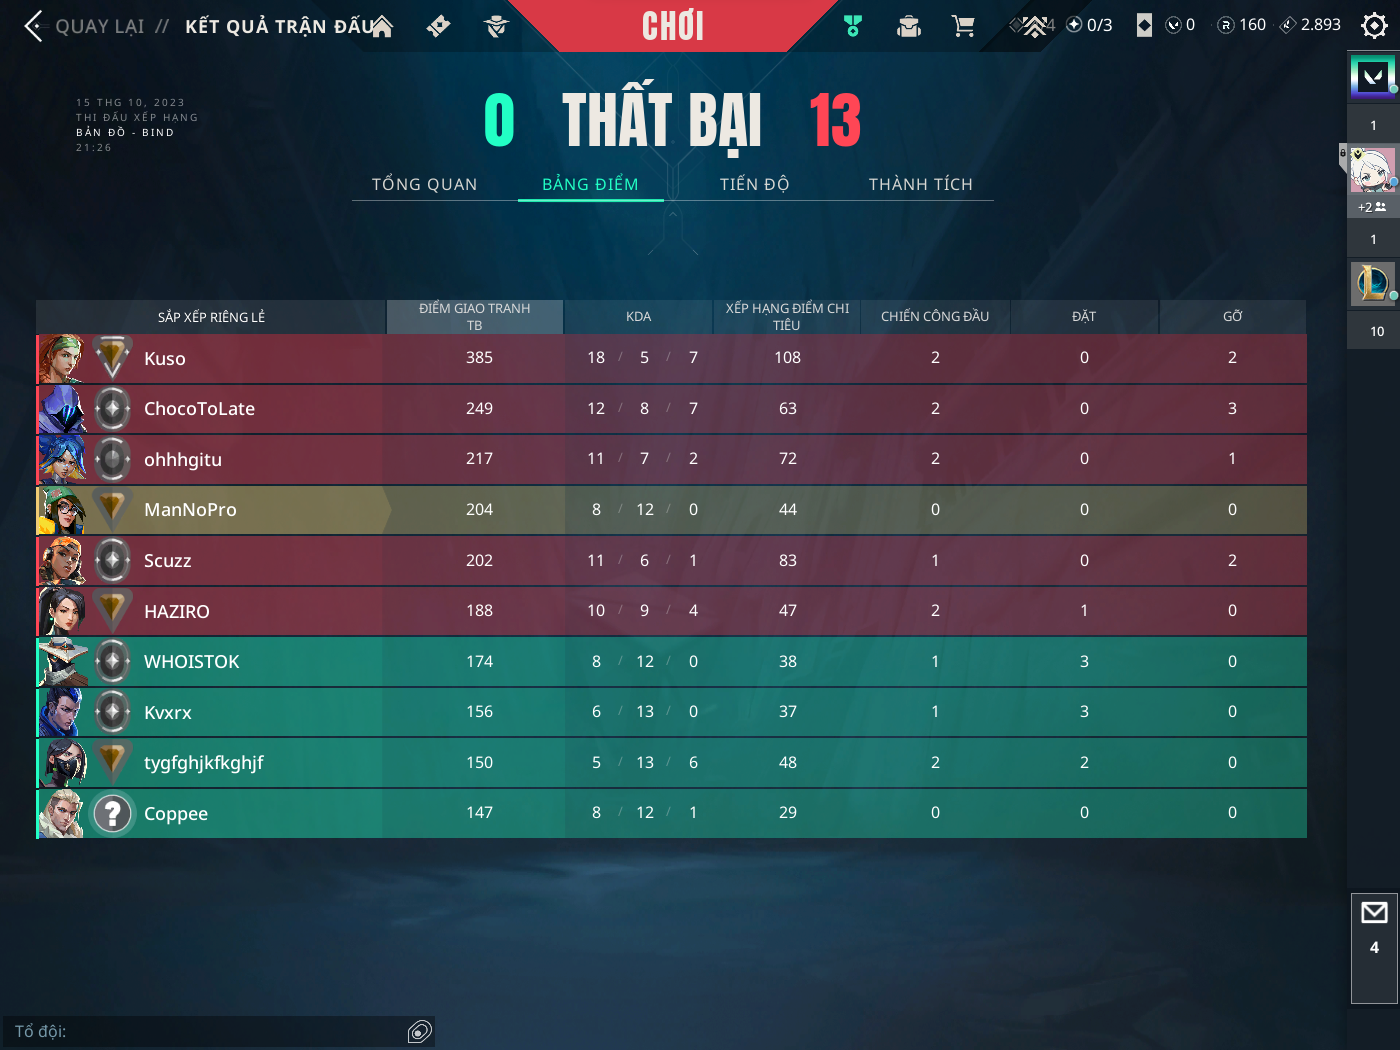 QUAY LẠI // KẾT QUẢ TRẬN ĐẤU
CHƠI
0/3
0
160
2.893
15 THG 10, 2023
THI ĐẤU XẾP HẠNG
BẢN ĐỒ - BIND
21:26
0 THẤT BẠI 13
TỔNG QUAN
BẢNG ĐIỂM
TIẾN ĐỘ
THÀNH TÍCH
1
+2
1
10
SẮP XẾP RIÊNG LẺ
ĐIỂM GIAO TRANH
TB
KDA
XẾP HẠNG ĐIỂM CHI
TIÊU
CHIẾN CÔNG ĐẦU
ĐẶT
GỠ
Kuso 385 18 / 5 / 7 108 2 0 2
ChocoToLate 249 12 / 8 / 7 63 2 0 3
ohhhgitu 217 11 / 7 / 2 72 2 0 1
ManNoPro 204 8 / 12 / 0 44 0 0 0
Scuzz 202 11 / 6 / 1 83 1 0 2
HAZIRO 188 10 / 9 / 4 47 2 1 0
WHOISTOK 174 8 / 12 / 0 38 1 3 0
Kvxrx 156 6 / 13 / 0 37 1 3 0
tygfghjkfkghjf 150 5 / 13 / 6 48 2 2 0
Coppee 147 8 / 12 / 1 29 0 0 0
4
Tổ đội: